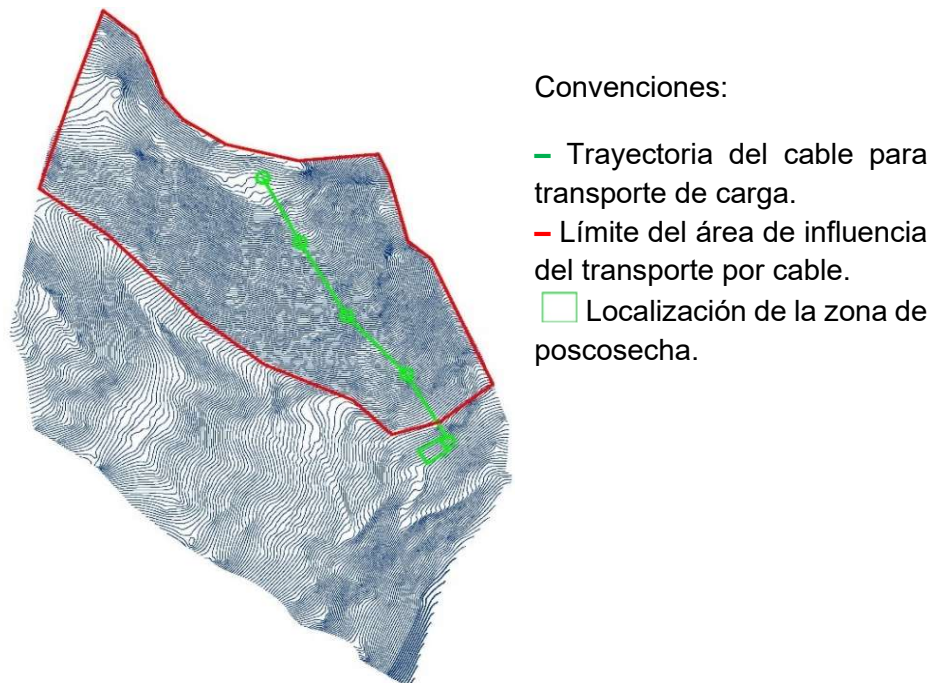 Convenciones:
– Trayectoria del cable para
transporte de carga.
– Límite del área de influencia
del transporte por cable.
Localización de la zona de
poscosecha.